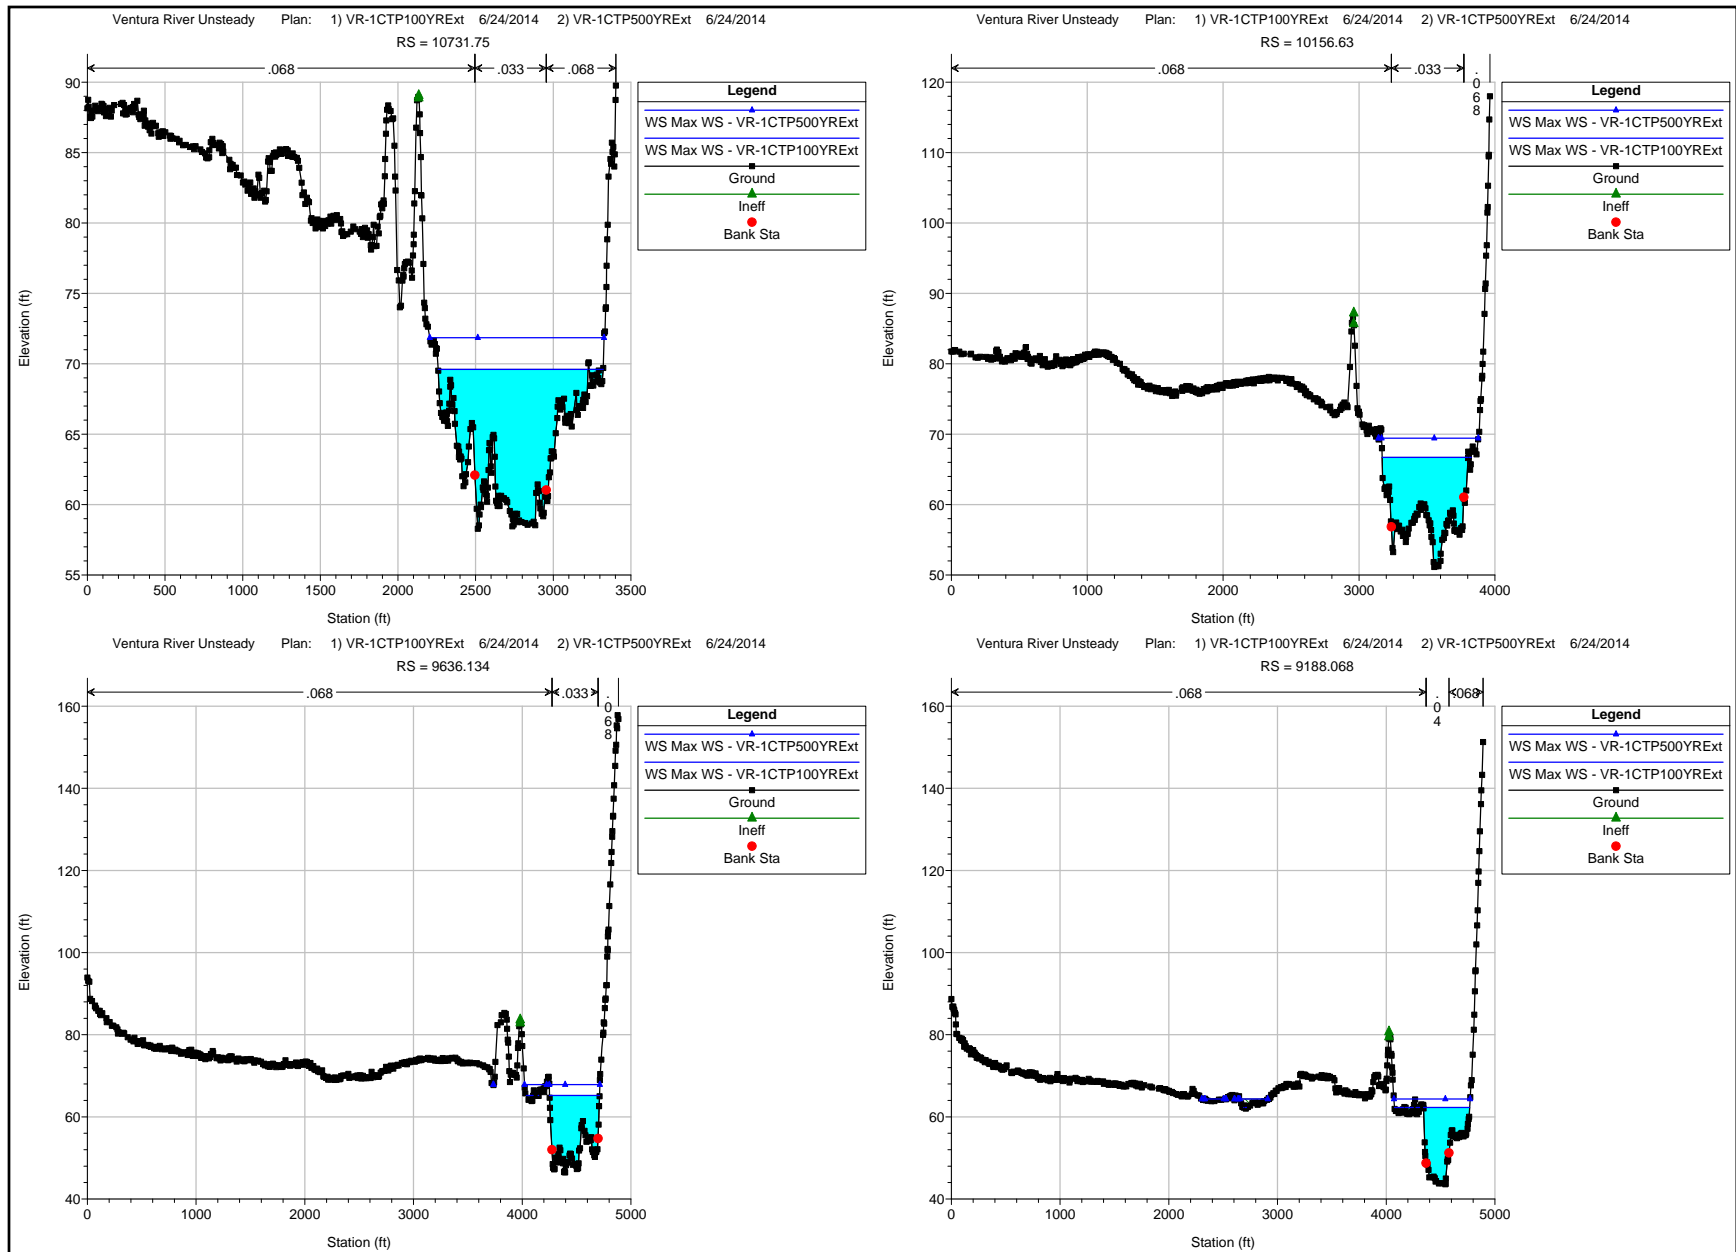 Ventura River Unsteady Plan: 1) VR-1CTP100YRExt 6/24/2014 2) VR-1CTP500YRExt 6/24/2014
RS = 10731.75
.068 .033 .068
90
85
80
75
70
65
60
55
Elevation (ft)
0 500 1000 1500 2000 2500 3000 3500
Station (ft)
Legend
WS Max WS - VR-1CTP500YRExt
WS Max WS - VR-1CTP100YRExt
Ground
Ineff
Bank Sta
Ventura River Unsteady Plan: 1) VR-1CTP100YRExt 6/24/2014 2) VR-1CTP500YRExt 6/24/2014
RS = 10156.63
.068 .033 .068
120
110
100
90
80
70
60
50
Elevation (ft)
0 1000 2000 3000 4000
Station (ft)
Legend
WS Max WS - VR-1CTP500YRExt
WS Max WS - VR-1CTP100YRExt
Ground
Ineff
Bank Sta
Ventura River Unsteady Plan: 1) VR-1CTP100YRExt 6/24/2014 2) VR-1CTP500YRExt 6/24/2014
RS = 9636.134
.068 .033 .068
160
140
120
100
80
60
40
Elevation (ft)
0 1000 2000 3000 4000 5000
Station (ft)
Legend
WS Max WS - VR-1CTP500YRExt
WS Max WS - VR-1CTP100YRExt
Ground
Ineff
Bank Sta
Ventura River Unsteady Plan: 1) VR-1CTP100YRExt 6/24/2014 2) VR-1CTP500YRExt 6/24/2014
RS = 9188.068
.068 .04 .068
160
140
120
100
80
60
40
Elevation (ft)
0 1000 2000 3000 4000 5000
Station (ft)
Legend
WS Max WS - VR-1CTP500YRExt
WS Max WS - VR-1CTP100YRExt
Ground
Ineff
Bank Sta